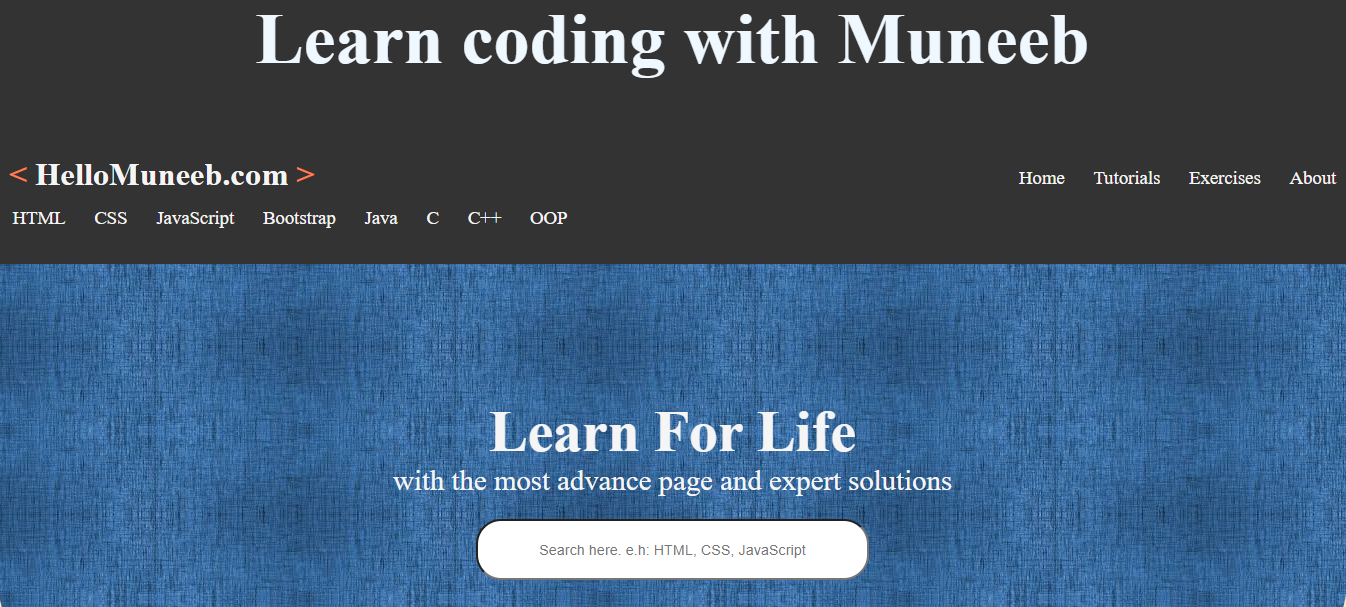 Learn coding with Muneeb
< HelloMuneeb.com >
Home Tutorials Exercises About
HTML CSS JavaScript Bootstrap Java C C++ OOP
Learn For Life
with the most advance page and expert solutions
Search here. e.h: HTML, CSS, JavaScript